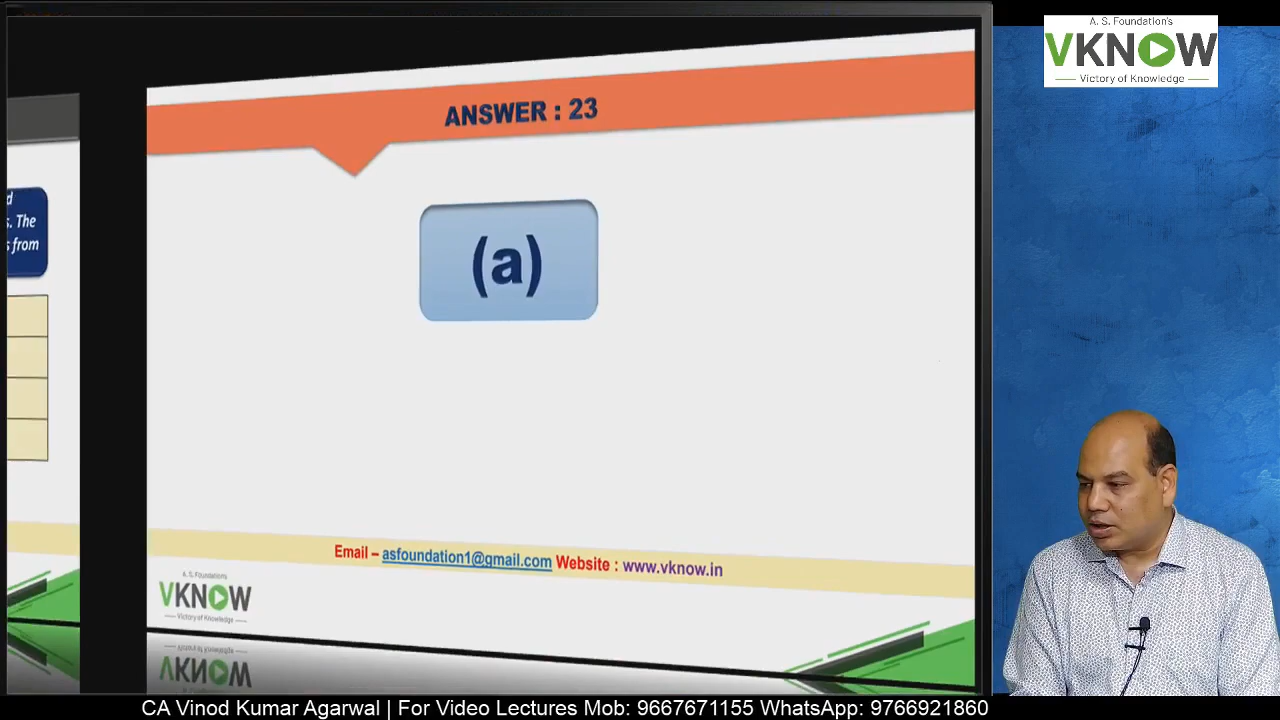 A. S. Foundation's
VKNOW
Victory of Knowledge
ANSWER : 23
s. The
s from
(a)
Email – asfoundation1@gmail.com Website : www.vknow.in
A. S. Foundation's
VKNOW
Victory of Knowledge
CA Vinod Kumar Agarwal | For Video Lectures Mob: 9667671155 WhatsApp: 9766921860